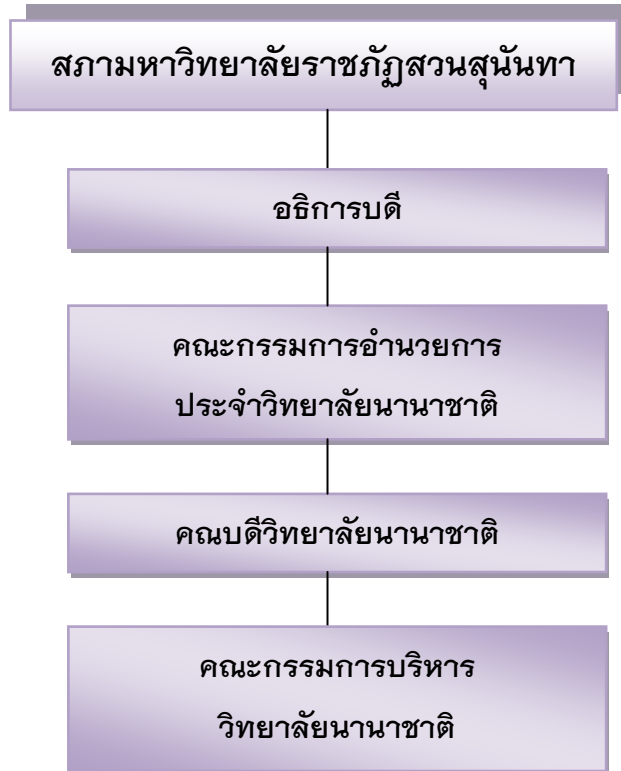 สภามหาวิทยาลัยราชภัฏสวนสุนันทา
อธิการบดี
คณะกรรมการอำนวยการ
ประจำวิทยาลัยนานาชาติ
คณบดีวิทยาลัยนานาชาติ
คณะกรรมการบริหาร
วิทยาลัยนานาชาติ